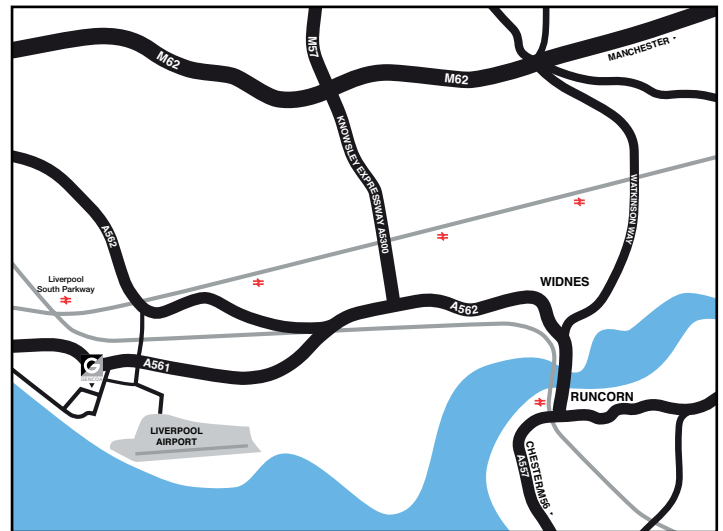 M57
MANCHESTER
M62
M62
KNOWSLEY EXPRESSWAY A5300
WATKINSON WAY
A562
Liverpool
South Parkway
WIDNES
A562
A561
G
GENCOA
RUNCORN
LIVERPOOL
AIRPORT
CHESTER/M56
A557